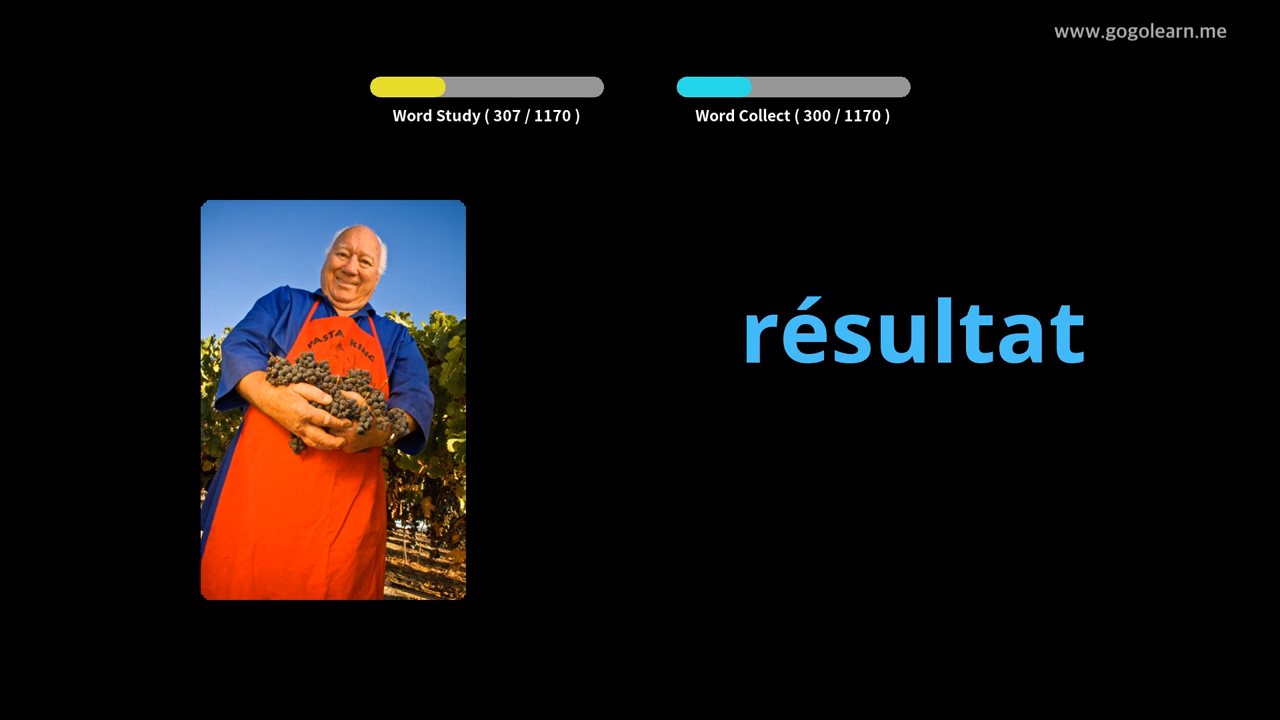 www.gogolearn.me
Word Study ( 307 / 1170 )
Word Collect ( 300 / 1170 )
PASTA KING
résultat